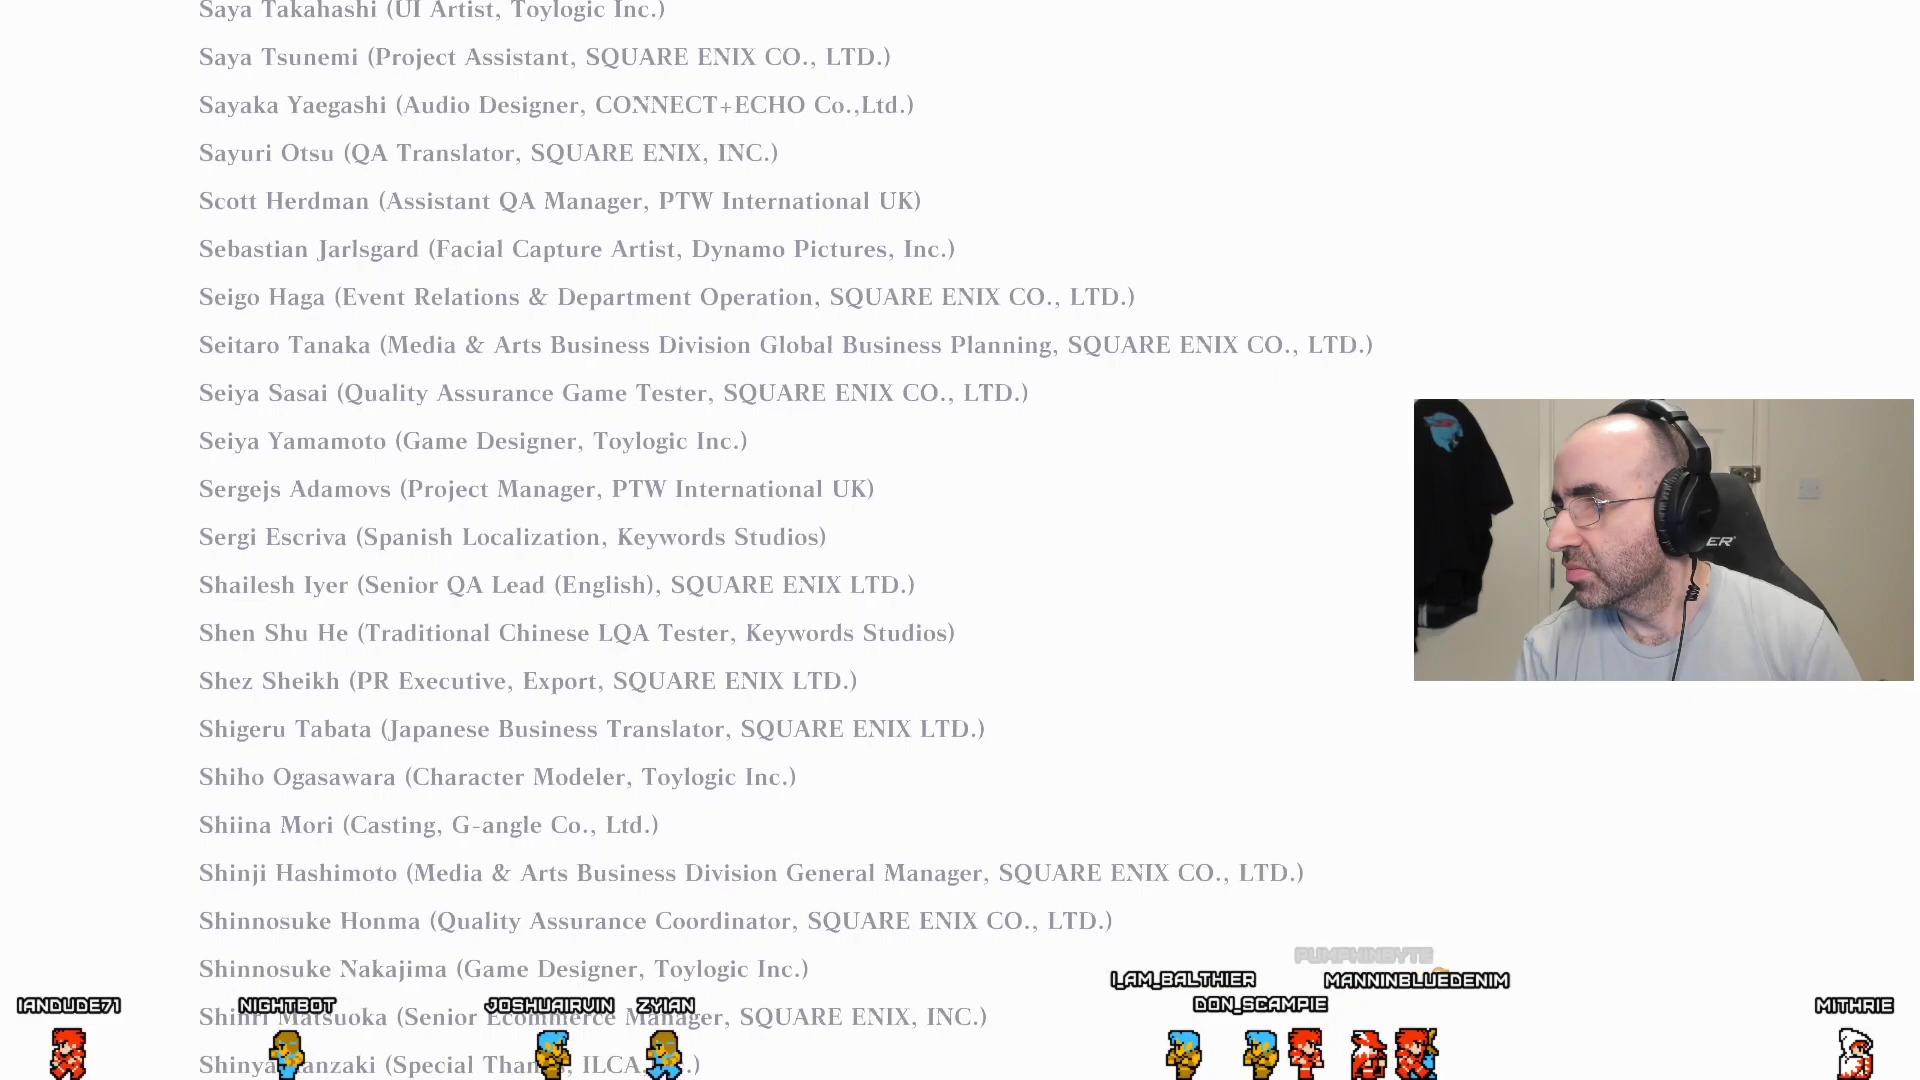 Saya Takahashi (UI Artist, Toylogic Inc.)
Saya Tsunemi (Project Assistant, SQUARE ENIX CO., LTD.)
Sayaka Yaegashi (Audio Designer, CONNECT+ECHO Co.,Ltd.)
Sayuri Otsu (QA Translator, SQUARE ENIX, INC.)
Scott Herdman (Assistant QA Manager, PTW International UK)
Sebastian Jarlsgard (Facial Capture Artist, Dynamo Pictures, Inc.)
Seigo Haga (Event Relations & Department Operation, SQUARE ENIX CO., LTD.)
Seitaro Tanaka (Media & Arts Business Division Global Business Planning, SQUARE ENIX CO., LTD.)
Seiya Sasai (Quality Assurance Game Tester, SQUARE ENIX CO., LTD.)
Seiya Yamamoto (Game Designer, Toylogic Inc.)
Sergejs Adamovs (Project Manager, PTW International UK)
Sergi Escriva (Spanish Localization, Keywords Studios)
ER
Shailesh Iyer (Senior QA Lead (English), SQUARE ENIX LTD.)
Shen Shu He (Traditional Chinese LQA Tester, Keywords Studios)
Shez Sheikh (PR Executive, Export, SQUARE ENIX LTD.)
Shigeru Tabata (Japanese Business Translator, SQUARE ENIX LTD.)
Shiho Ogasawara (Character Modeler, Toylogic Inc.)
Shiina Mori (Casting, G-angle Co., Ltd.)
Shinji Hashimoto (Media & Arts Business Division General Manager, SQUARE ENIX CO., LTD.)
Shinnosuke Honma (Quality Assurance Coordinator, SQUARE ENIX CO., LTD.)
Shinnosuke Nakajima (Game Designer, Toylogic Inc.)
PUMPKINBYTE
I_AM_BALTHIER MANNINBLUEDENIM
IANDUDE71 NIGHTBOT JOSHUAIRVIN ZYIAN DON_SCAMPIE MITHRIE
Matsuoka (Senior Ecommerce Manager, SQUARE ENIX, INC.)
(Special ILCA